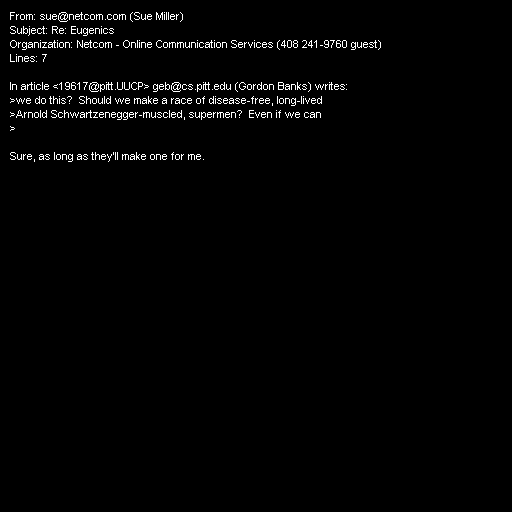 From: sue@netcom.com (Sue Miller)
Subject: Re: Eugenics
Organization: Netcom - Online Communication Services (408 241-9760 guest)
Lines: 7

In article <19617@pitt.UUCP> geb@cs.pitt.edu (Gordon Banks) writes:
>we do this?  Should we make a race of disease-free, long-lived
>Arnold Schwartzenegger-muscled, supermen?  Even if we can
>

Sure, as long as they'll make one for me.